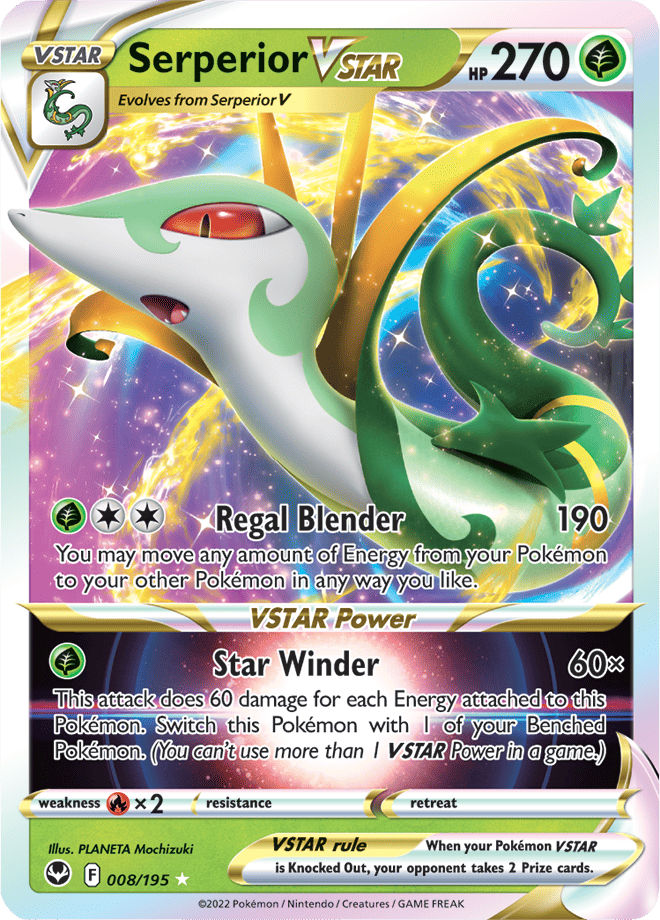 VSTAR
Serperior VSTAR
HP 270
Evolves from Serperior V
Regal Blender 190
You may move any amount of Energy from your Pokémon
to your other Pokémon in any way you like.
VSTAR Power
Star Winder 60×
This attack does 60 damage for each Energy attached to this
Pokémon. Switch this Pokémon with 1 of your Benched
Pokémon. (You can't use more than 1 VSTAR Power in a game.)
weakness ×2 resistance retreat
Illus. PLANETA Mochizuki
F 008/195
VSTAR rule When your Pokémon VSTAR
is Knocked Out, your opponent takes 2 Prize cards.
©2022 Pokémon / Nintendo / Creatures / GAME FREAK